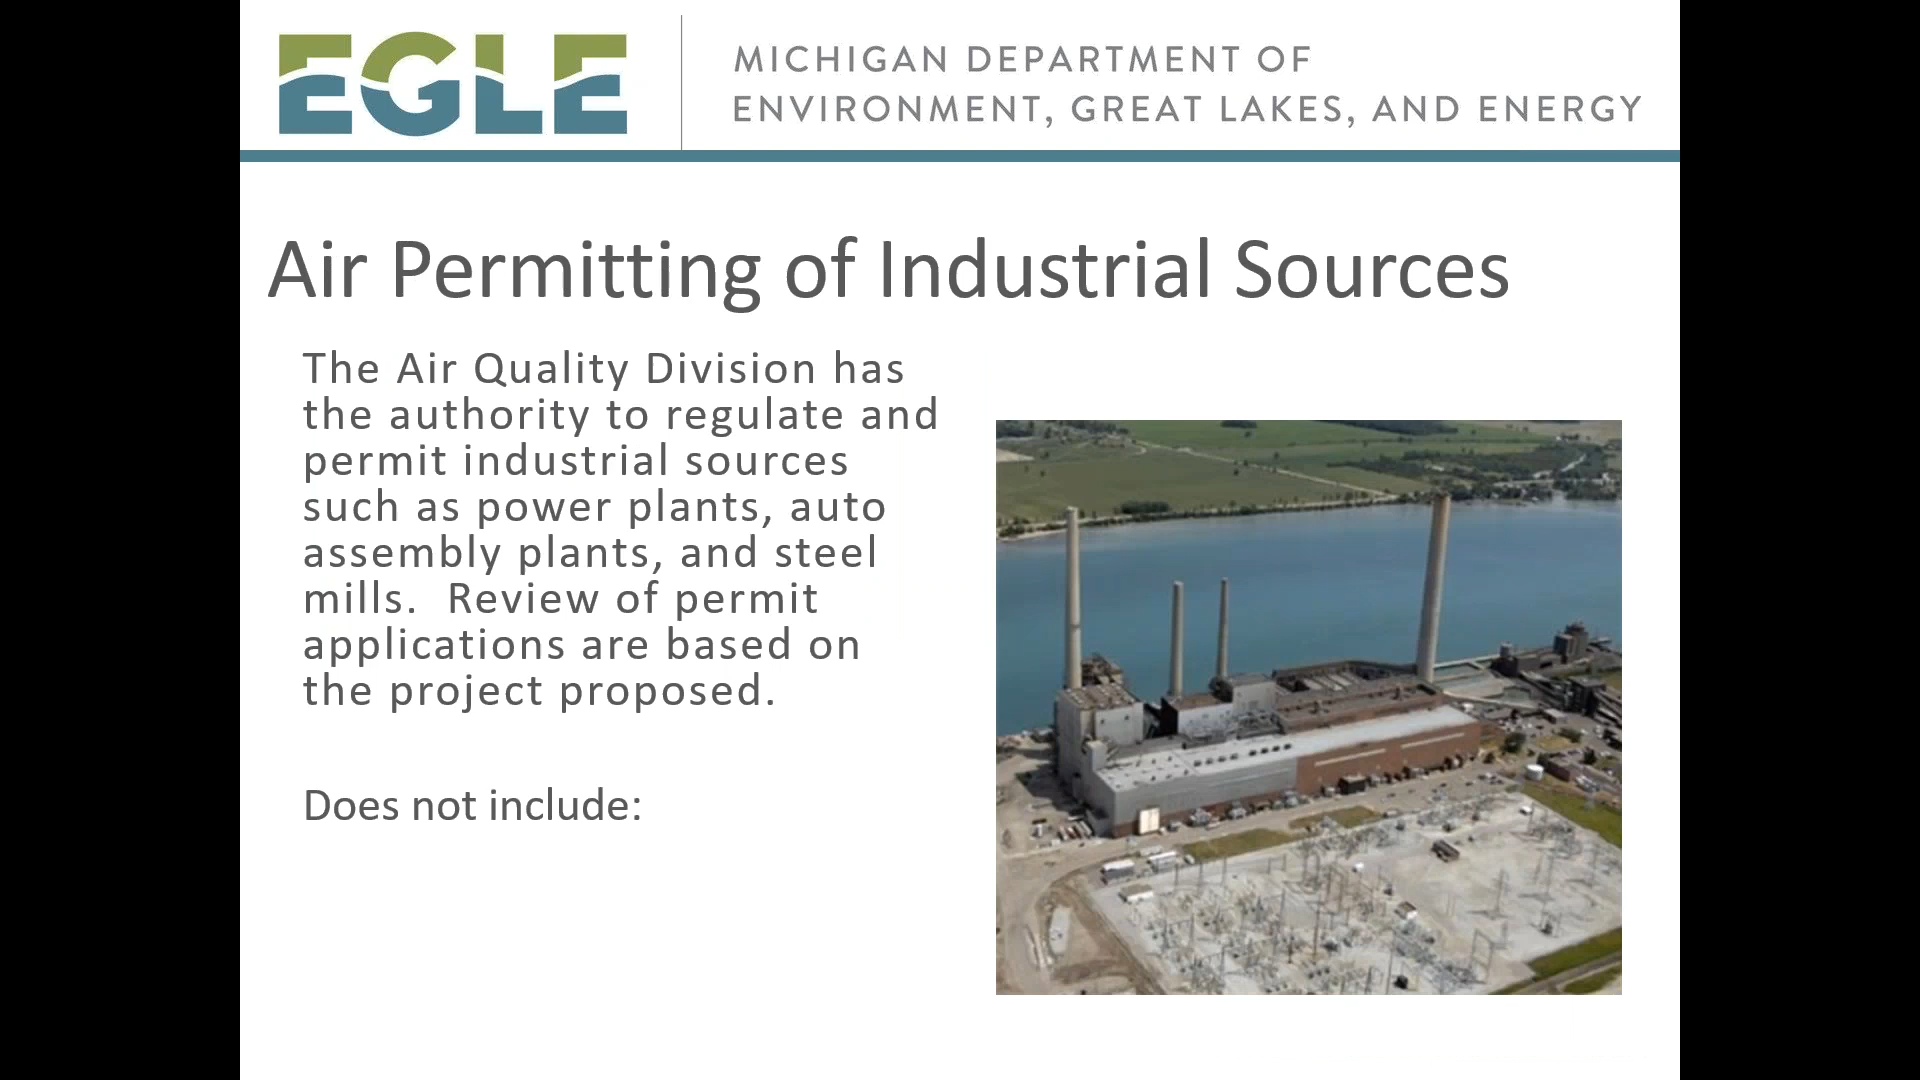 EGLE
MICHIGAN DEPARTMENT OF
ENVIRONMENT, GREAT LAKES, AND ENERGY
Air Permitting of Industrial Sources
The Air Quality Division has
the authority to regulate and
permit industrial sources
such as power plants, auto
assembly plants, and steel
mills.  Review of permit
applications are based on
the project proposed.
Does not include: